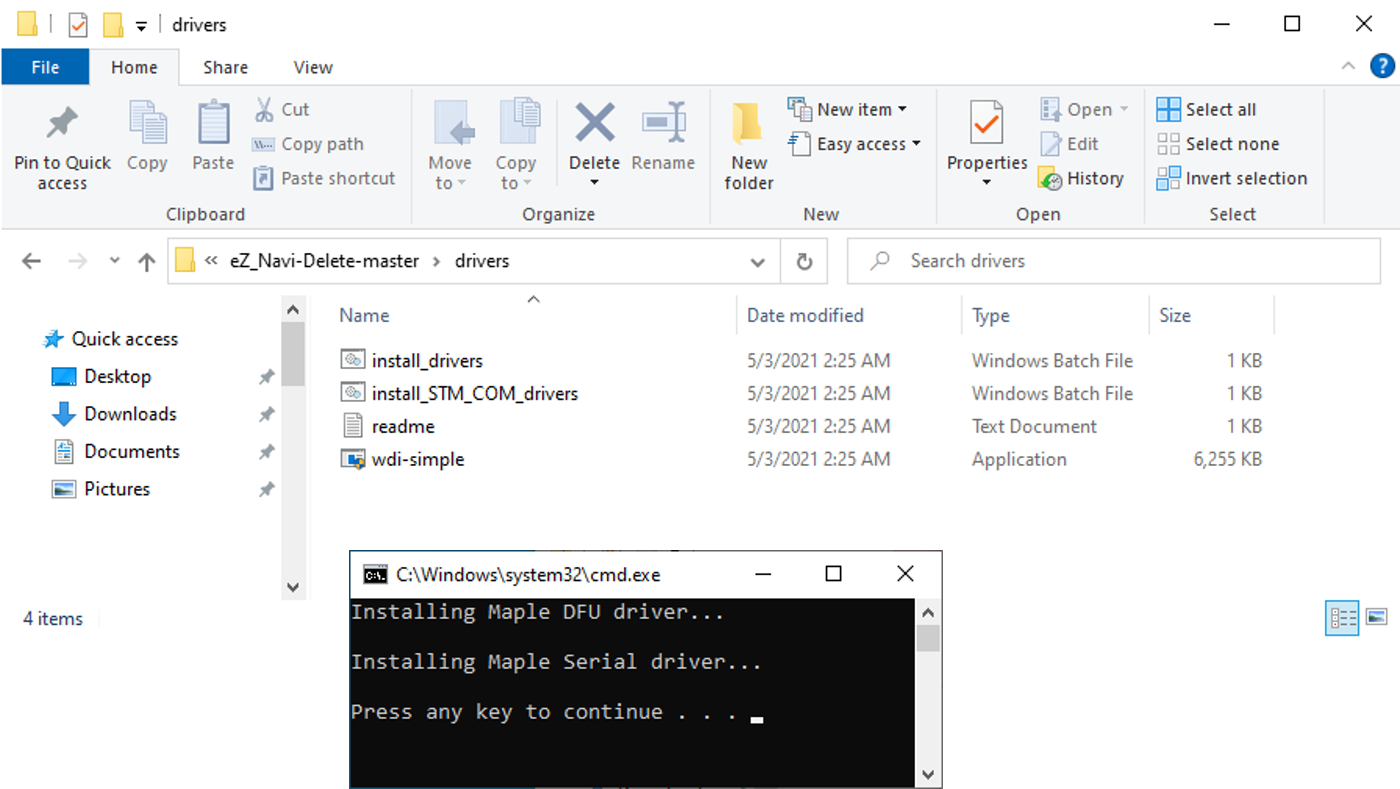 drivers
File Home Share View
Pin to Quick access
Copy
Paste
Cut
Copy path
Paste shortcut
Clipboard
Move to
Copy to
Delete
Rename
Organize
New folder
New item
Easy access
New
Properties
Open
Edit
History
Open
Select all
Select none
Invert selection
Select
« eZ_Navi-Delete-master › drivers
Search drivers
Quick access
Desktop
Downloads
Documents
Pictures
Name Date modified Type Size
install_drivers 5/3/2021 2:25 AM Windows Batch File 1 KB
install_STM_COM_drivers 5/3/2021 2:25 AM Windows Batch File 1 KB
readme 5/3/2021 2:25 AM Text Document 1 KB
wdi-simple 5/3/2021 2:25 AM Application 6,255 KB
C:\Windows\system32\cmd.exe
Installing Maple DFU driver...
Installing Maple Serial driver...
Press any key to continue . . .
4 items